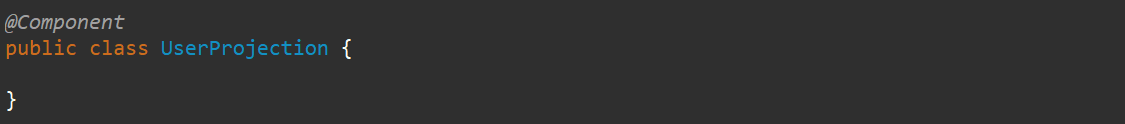 @Component
public class UserProjection {
}